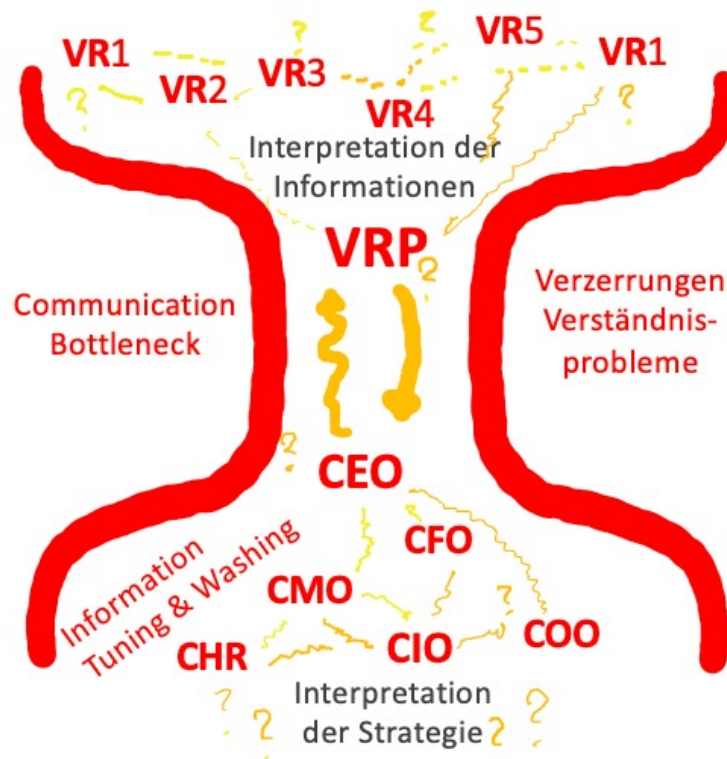 ?
?
VR1
VR2
VR3
VR4
VR5
VR1
?
?
Interpretation der
Informationen
VRP
?
Communication
Bottleneck
Verzerrungen
Verständnis-
probleme
?
CEO
CFO
Information
Tuning & Washing
CMO
?
CHR
CIO
COO
Interpretation
der Strategie
?
?
?
?